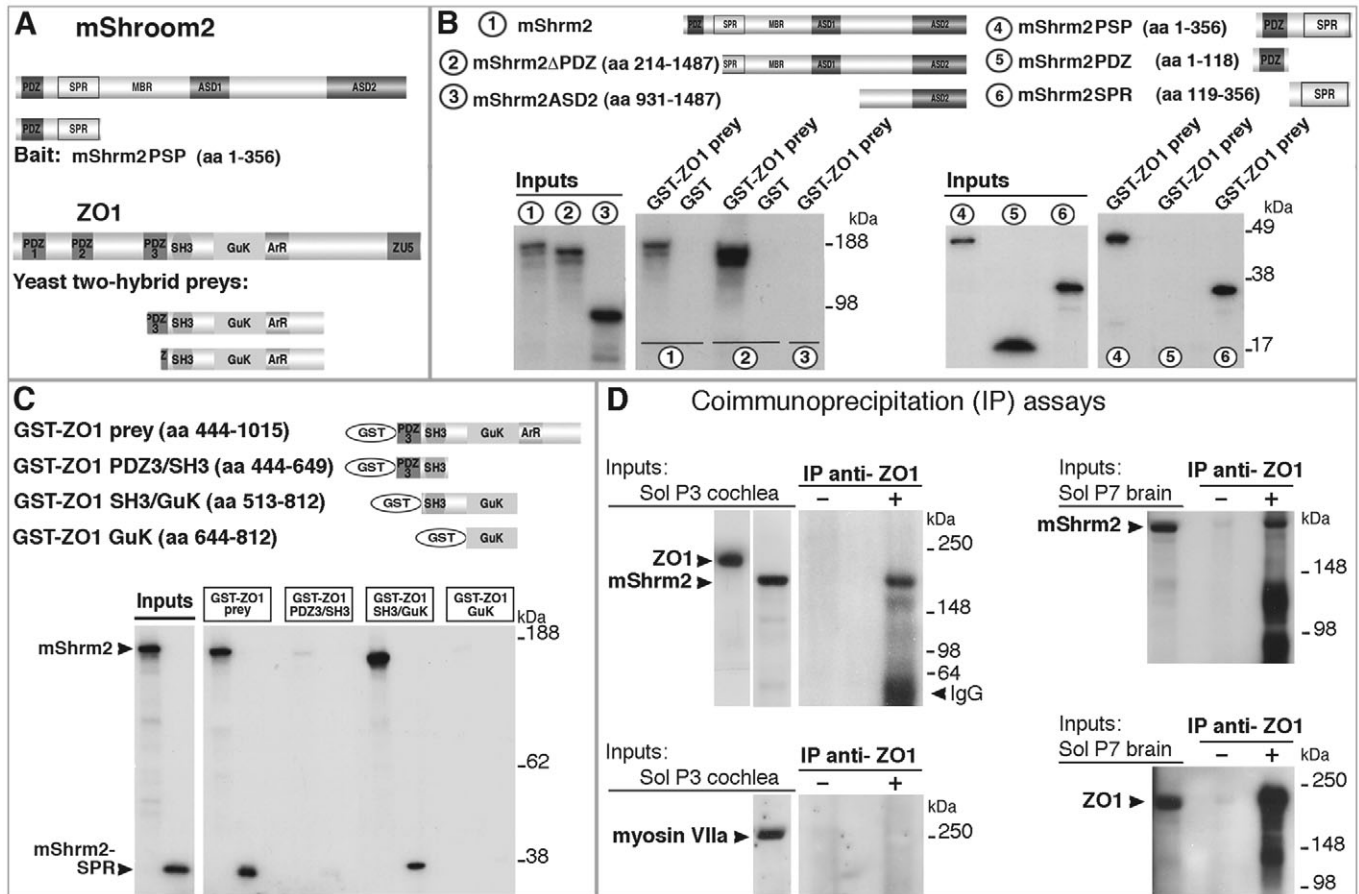 A
mShroom2
PDZ SPR MBR ASD1 ASD2
PDZ SPR
Bait: mShrm2PSP (aa 1-356)
ZO1
PDZ 1 PDZ 2 PDZ 3 SH3 GuK ArR ZU5
Yeast two-hybrid preys:
PDZ 3 SH3 GuK ArR
Z SH3 GuK ArR
B
1 mShrm2
PDZ SPR MBR ASD1 ASD2
2 mShrm2ΔPDZ (aa 214-1487)
SPR MBR ASD1 ASD2
3 mShrm2ASD2 (aa 931-1487)
ASD2
4 mShrm2PSP (aa 1-356)
PDZ SPR
5 mShrm2PDZ (aa 1-118)
PDZ
6 mShrm2SPR (aa 119-356)
SPR
Inputs
1 2 3
GST-ZO1 prey
GST
GST-ZO1 prey
GST
GST-ZO1 prey
kDa
188
98
1 2 3
Inputs
4 5 6
GST-ZO1 prey
GST-ZO1 prey
GST-ZO1 prey
kDa
49
38
17
4 5 6
C
GST-ZO1 prey (aa 444-1015)
GST PDZ 3 SH3 GuK ArR
GST-ZO1 PDZ3/SH3 (aa 444-649)
GST PDZ 3 SH3
GST-ZO1 SH3/GuK (aa 513-812)
GST SH3 GuK
GST-ZO1 GuK (aa 644-812)
GST GuK
Inputs
GST-ZO1 prey
GST-ZO1 PDZ3/SH3
GST-ZO1 SH3/GuK
GST-ZO1 GuK
kDa
188
62
38
mShrm2
mShrm2-
SPR
D
Coimmunoprecipitation (IP) assays
Inputs:
Sol P3 cochlea
IP anti- ZO1
– +
kDa
250
148
98
64
IgG
ZO1
mShrm2
Inputs:
Sol P7 brain
IP anti- ZO1
– +
mShrm2
kDa
148
98
Inputs:
Sol P3 cochlea
IP anti- ZO1
– +
myosin VIIa
kDa
250
Inputs:
Sol P7 brain
IP anti- ZO1
– +
ZO1
kDa
250
148
98